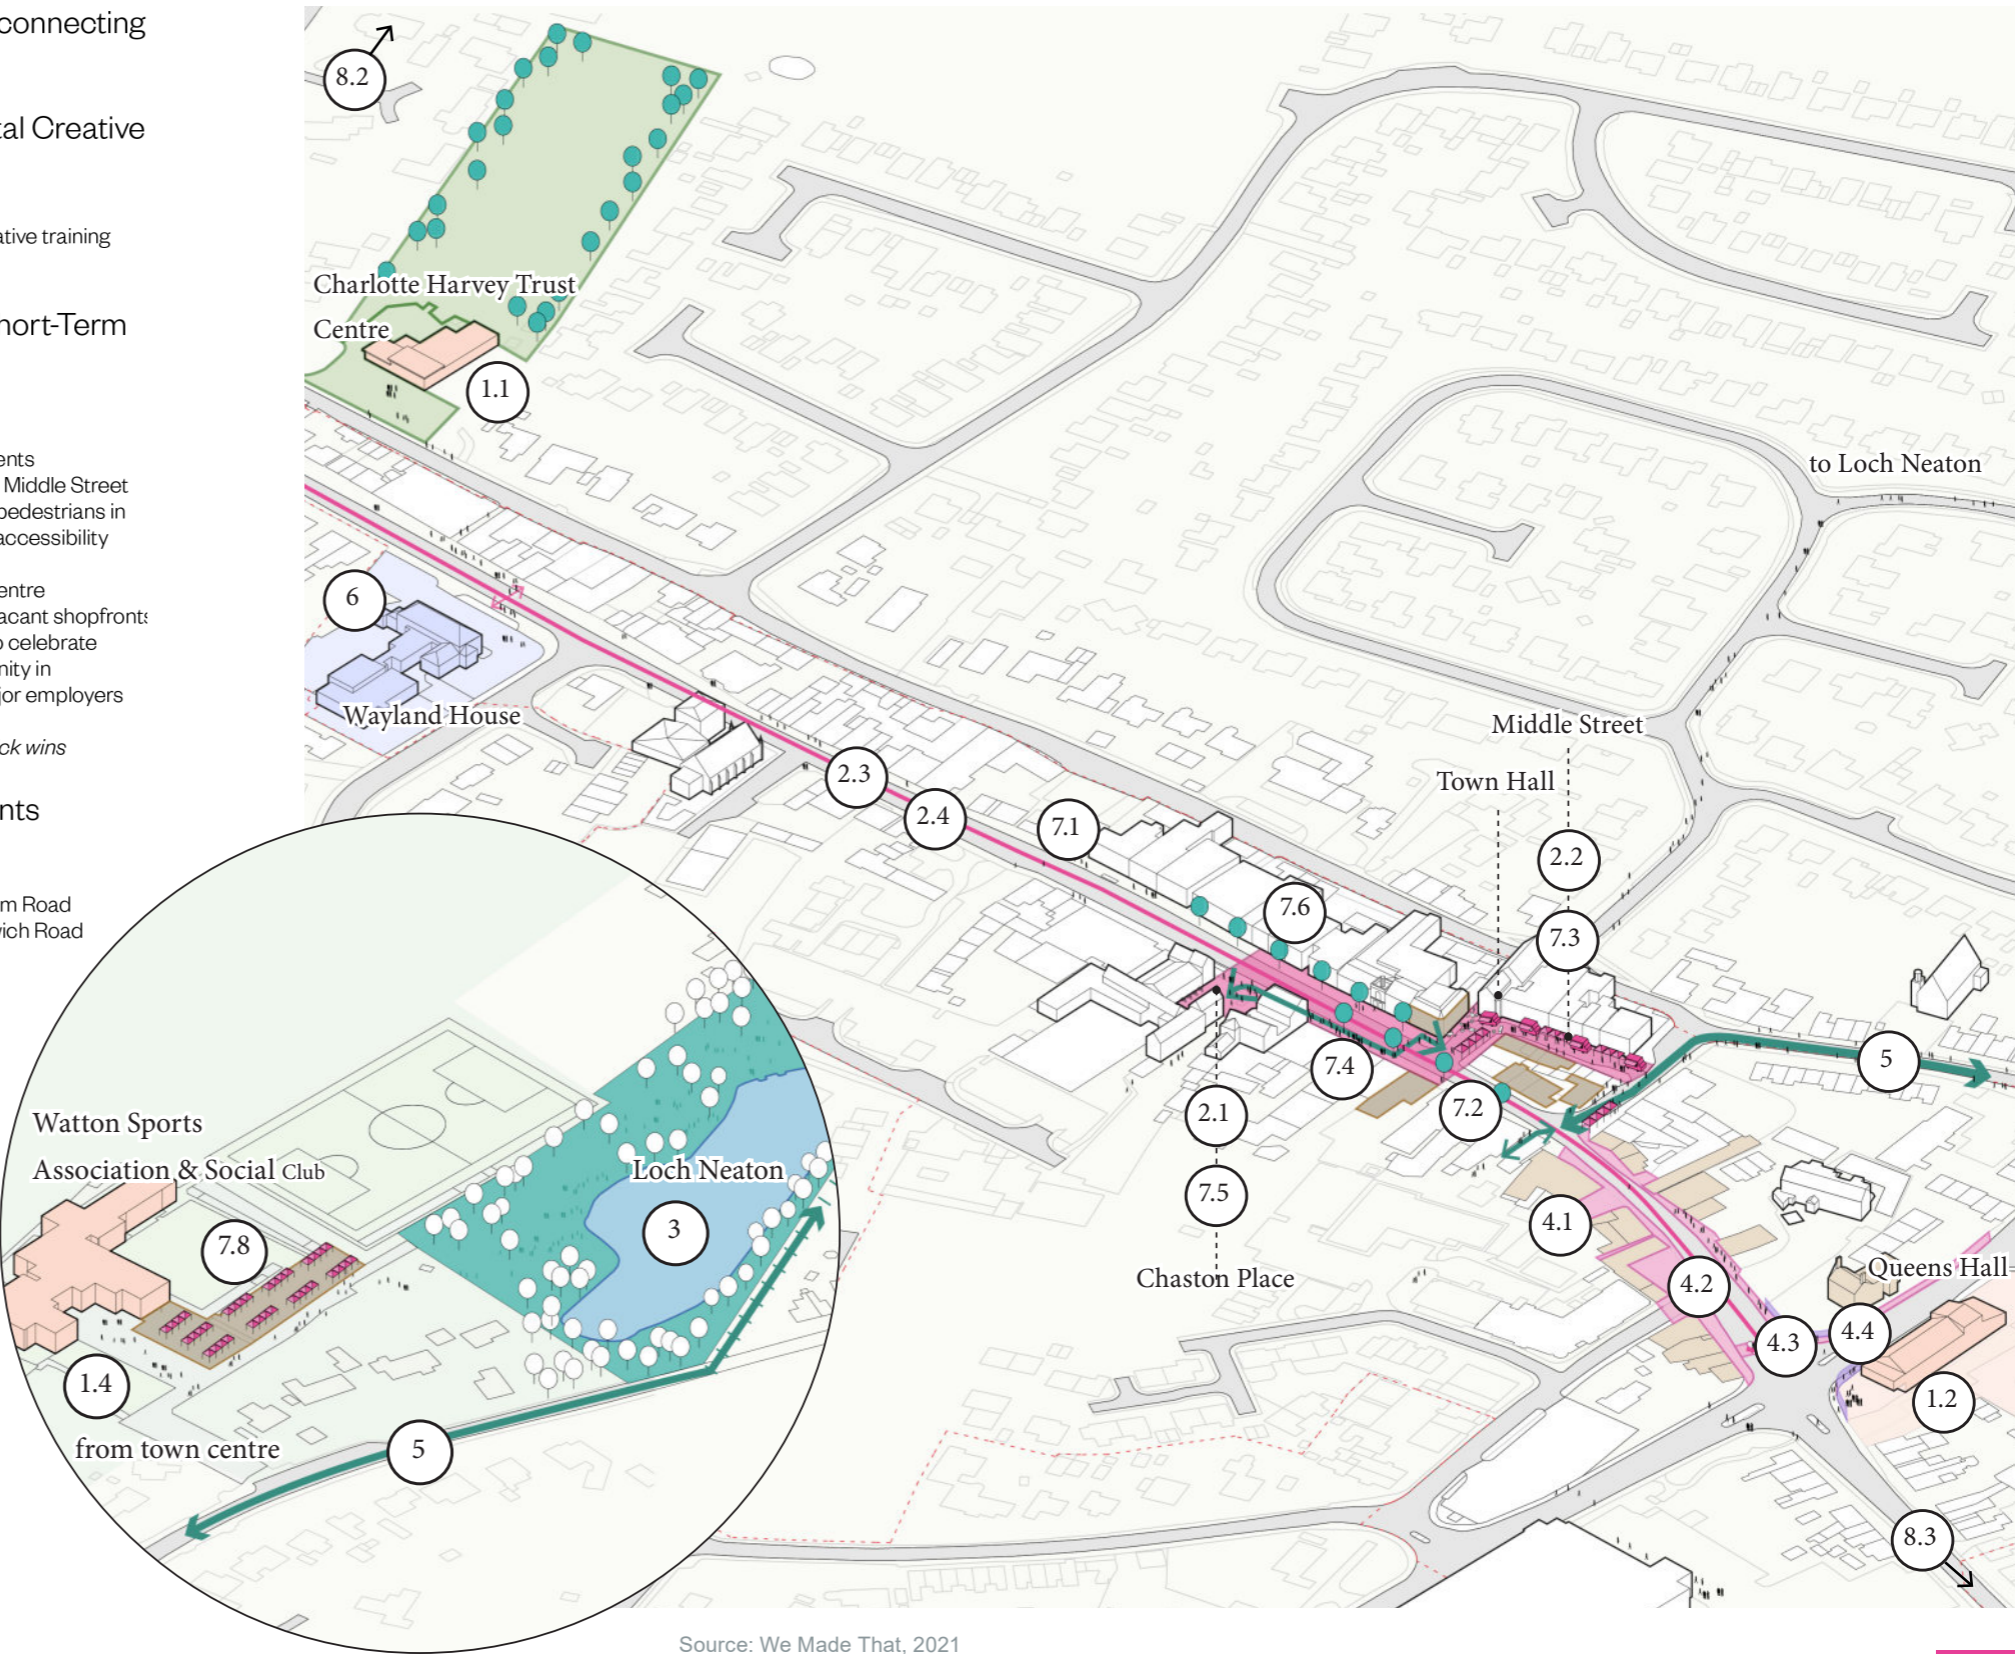 connecting
tal Creative
ative training
hort-Term
ents
Middle Street
pedestrians in
accessibility
entre
acant shopfronts
o celebrate
nity in
jor employers
ck wins
nts
m Road
vich Road
8.2
Charlotte Harvey Trust
Centre
1.1
to Loch Neaton
6
Wayland House
Middle Street
Town Hall
2.3
2.4
7.1
2.2
7.6
7.3
5
7.4
7.2
2.1
7.5
Chaston Place
4.1
4.2
Queens Hall
4.3
4.4
1.2
8.3
Watton Sports
Association & Social Club
Loch Neaton
3
7.8
1.4
from town centre
5
Source: We Made That, 2021